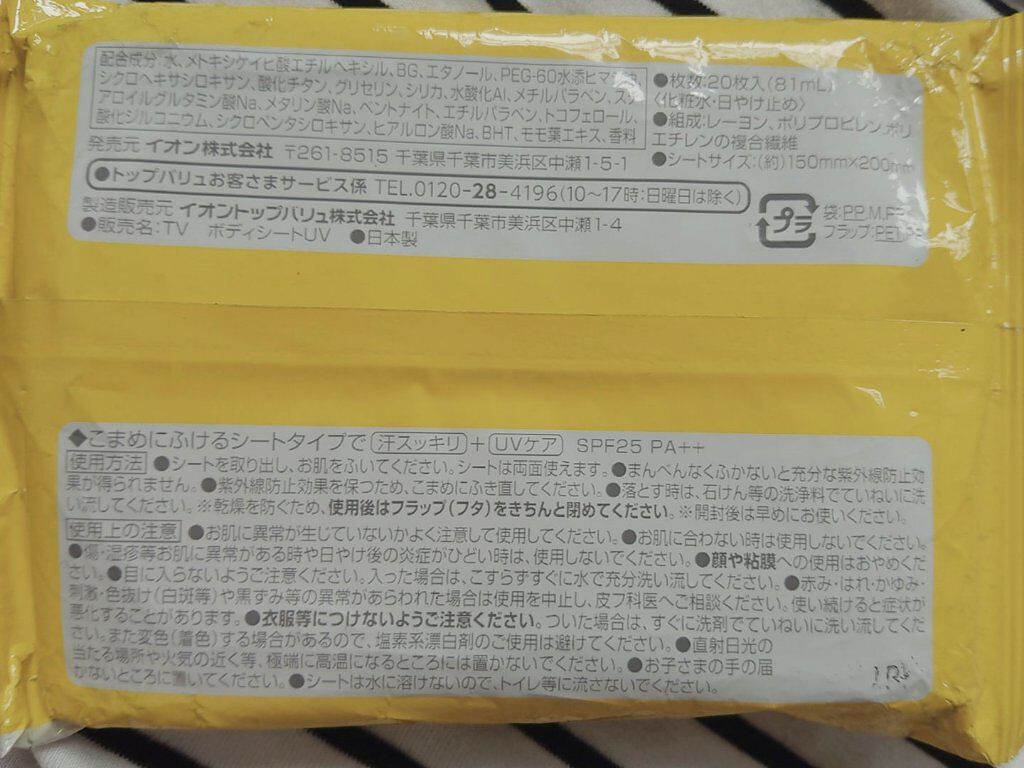 配合成分:水、メトキシケイヒ酸エチルヘキシル、BG、エタノール、PEG-60水添ヒマシ油、
シクロヘキサシロキサン、酸化チタン、グリセリン、シリカ、水酸化Al、メチルパラベン、ステ
アロイルグルタミン酸Na、メタリン酸Na、ベントナイト、エチルパラベン、トコフェロール、
酸化ジルコニウム、シクロペンタシロキサン、ヒアルロン酸Na、BHT、モモ葉エキス、香料
発売元 イオン株式会社 〒261-8515 千葉県千葉市美浜区中瀬1-5-1
●トップバリュお客さまサービス係 TEL.0120-28-4196(10〜17時:日曜日は除く)
製造販売元 イオントップバリュ株式会社 千葉県千葉市美浜区中瀬1-4
●販売名:TV ボディシートUV ●日本製
●枚数:20枚入(81mL)
〈化粧水・日やけ止め〉
●組成:レーヨン、ポリプロピレン、ポリ
エチレンの複合繊維
●シートサイズ:(約)150mm×200mm
プラ
袋:PP,M,PE
フラップ:PET,PE
◆こまめにふけるシートタイプで 汗スッキリ + UVケア SPF25 PA++
使用方法 ●シートを取り出し、お肌をふいてください。シートは両面使えます。●まんべんなくふかないと充分な紫外線防止効
果が得られません。●紫外線防止効果を保つため、こまめにふき直してください。●落とす時は、石けん等の洗浄料でていねいに洗
い流してください。※乾燥を防ぐため、使用後はフラップ(フタ)をきちんと閉めてください。※開封後は早めにお使いください。
使用上の注意 ●お肌に異常が生じていないかよく注意して使用してください。●お肌に合わない時は使用しないでください。
●傷・湿疹等お肌に異常がある時や日やけ後の炎症がひどい時は、使用しないでください。●顔や粘膜への使用はおやめくだ
さい。●目に入らないようご注意ください。入った場合は、こすらずすぐに水で充分洗い流してください。●赤み・はれ・かゆみ・
刺激・色抜け(白斑等)や黒ずみ等の異常があらわれた場合は使用を中止し、皮フ科医へご相談ください。使い続けると症状が
悪化することがあります。●衣服等につけないようご注意ください。ついた場合は、すぐに洗剤でていねいに洗い流してくだ
さい。また変色(着色)する場合があるので、塩素系漂白剤のご使用は避けてください。●直射日光の
当たる場所や火気の近く等、極端に高温になるところには置かないでください。●お子さまの手の届
かないところに置いてください。●シートは水に溶けないので、トイレ等に流さないでください。